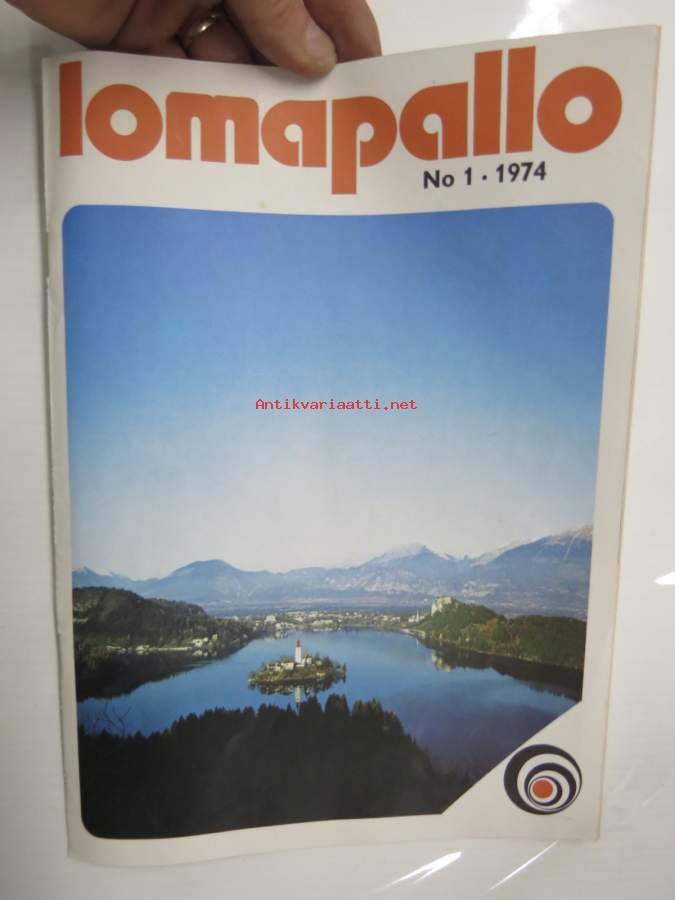 lomapallo
No 1 · 1974
Antikvariaatti.net